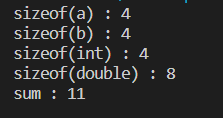 sizeof(a) : 4
sizeof(b) : 4
sizeof(int) : 4
sizeof(double) : 8
sum : 11